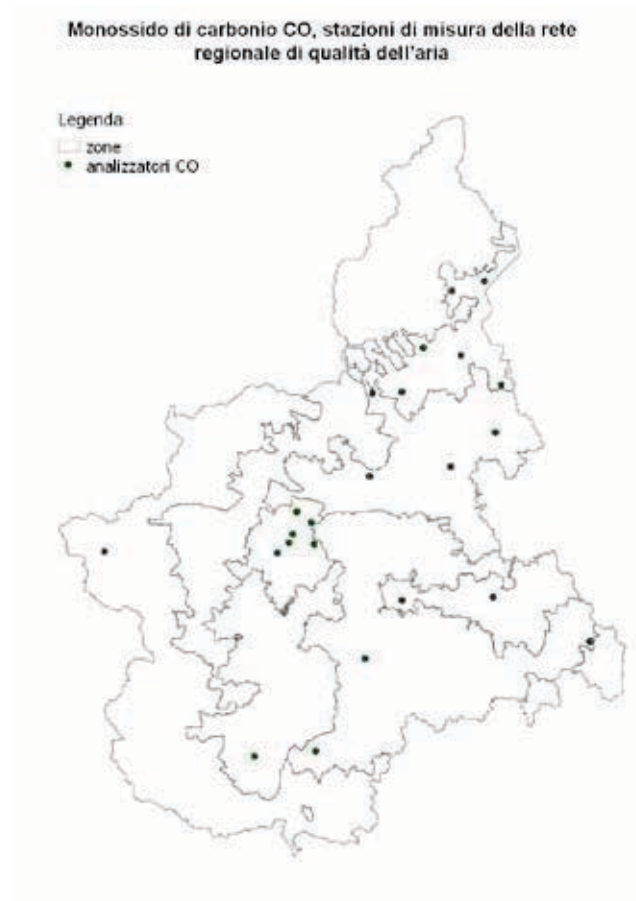 Monossido di carbonio CO, stazioni di misura della rete
regionale di qualità dell'aria
Legenda
zone
analizzatori CO